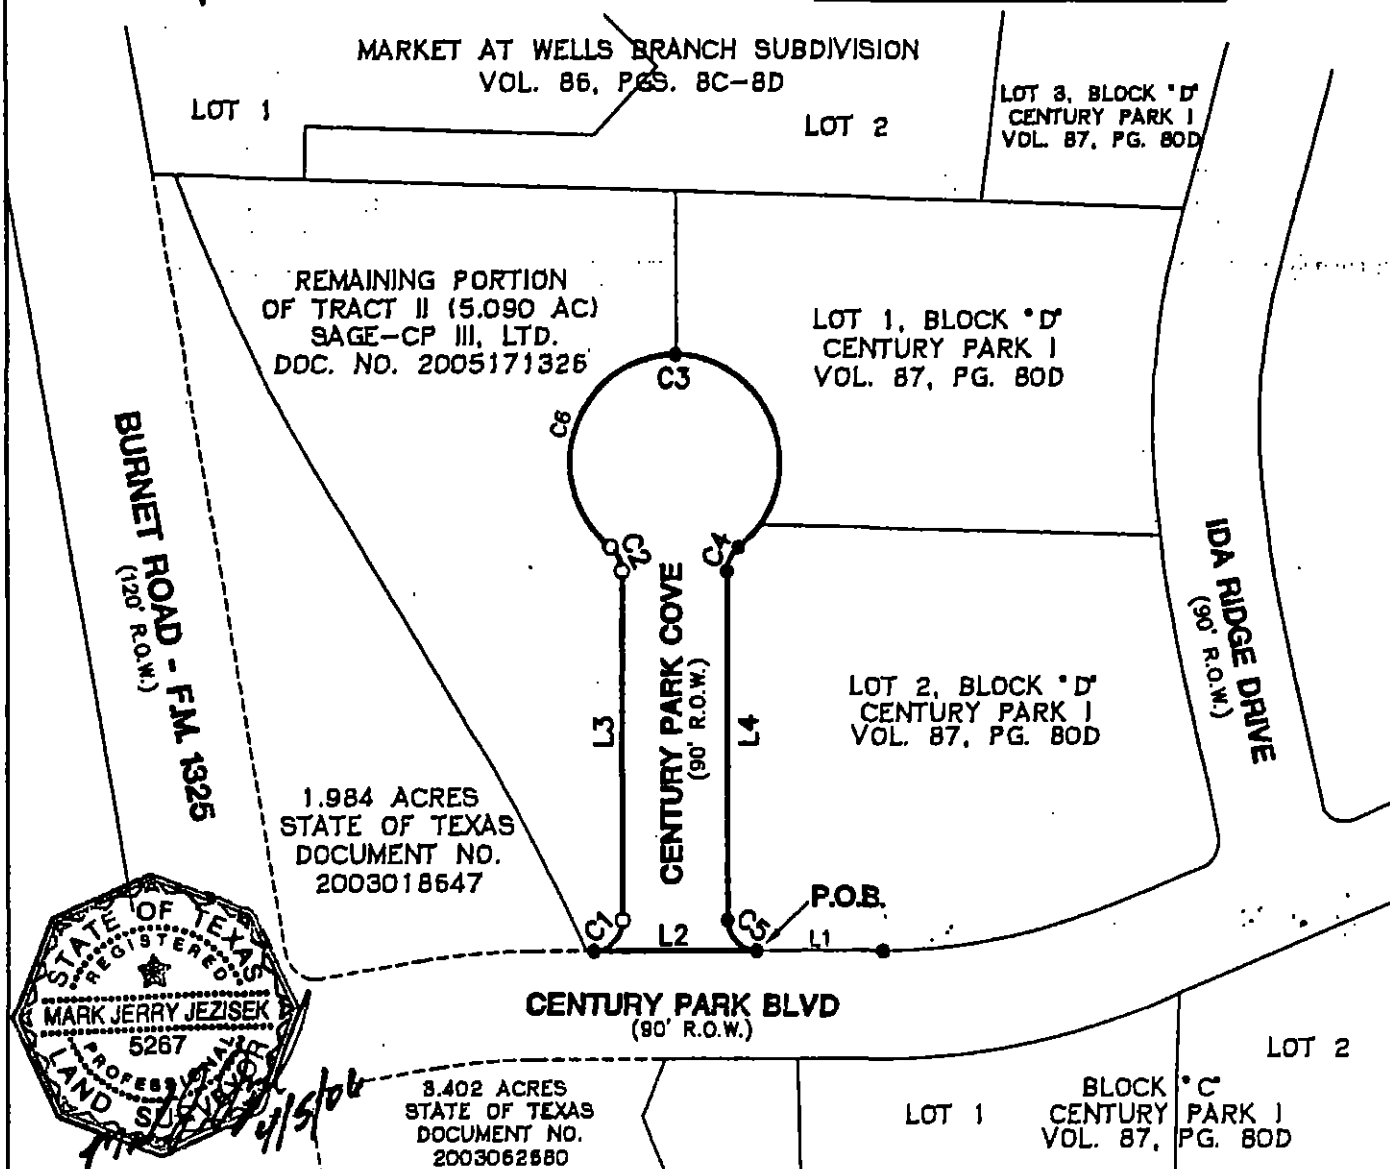 MARKET AT WELLS BRANCH SUBDIVISION
VOL. 86, PGS. 8C-8D
LOT 1
LOT 2
LOT 3, BLOCK "D"
CENTURY PARK I
VOL. 87, PG. 80D
REMAINING PORTION
OF TRACT II (5.090 AC)
SAGE-CP III, LTD.
DOC. NO. 2005171326
LOT 1, BLOCK "D"
CENTURY PARK I
VOL. 87, PG. 80D
C3
C6
C2
C4
BURNET ROAD - F.M. 1325
(120' R.O.W.)
CENTURY PARK COVE
(90' R.O.W.)
IDA RIDGE DRIVE
(90' R.O.W.)
L3
L4
LOT 2, BLOCK "D"
CENTURY PARK I
VOL. 87, PG. 80D
1.984 ACRES
STATE OF TEXAS
DOCUMENT NO.
2003018647
P.O.B.
C1
L2
C5
L1
CENTURY PARK BLVD
(90' R.O.W.)
STATE OF TEXAS
REGISTERED
MARK JERRY JEZISEK
5267
PROFESSIONAL
LAND SURVEYOR
3.402 ACRES
STATE OF TEXAS
DOCUMENT NO.
2003062580
LOT 1
LOT 2
BLOCK "C"
CENTURY PARK I
VOL. 87, PG. 80D